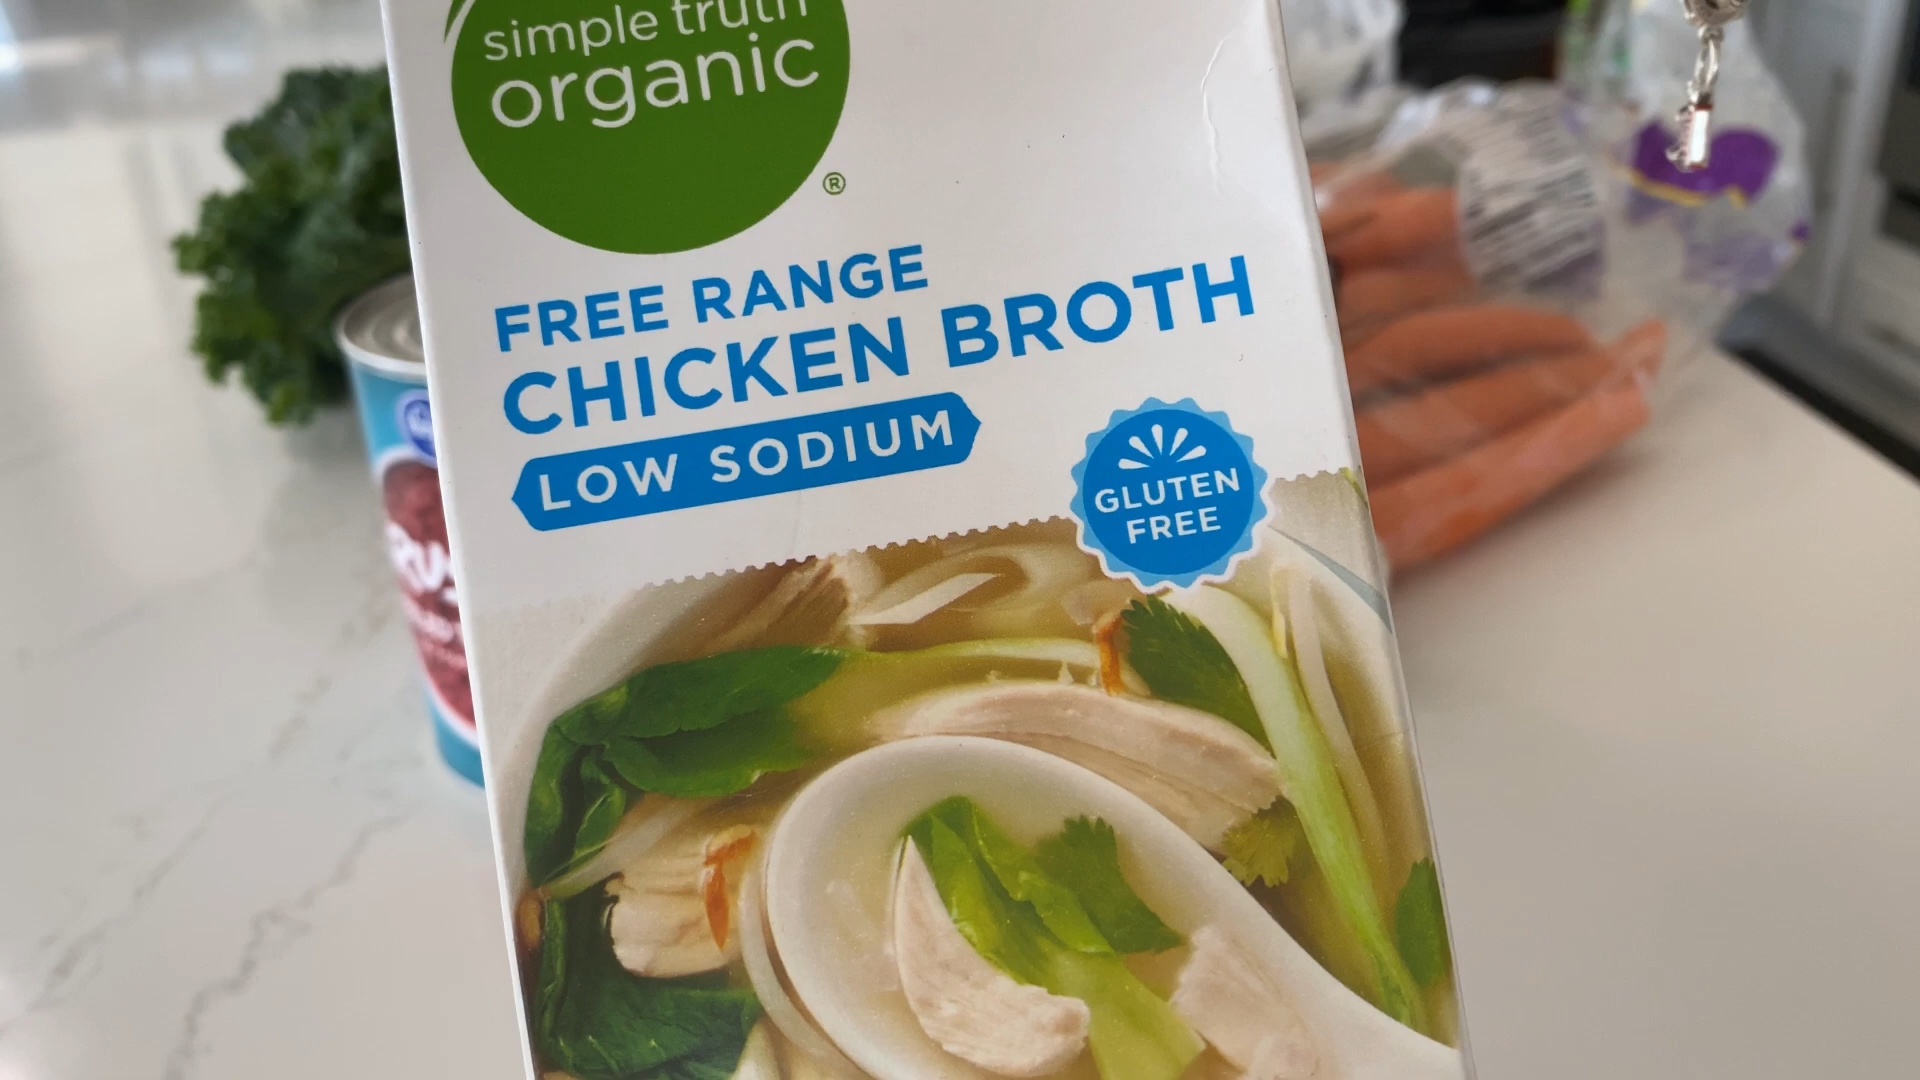 simple truth
organic
®
FREE RANGE
CHICKEN BROTH
LOW SODIUM
GLUTEN
FREE